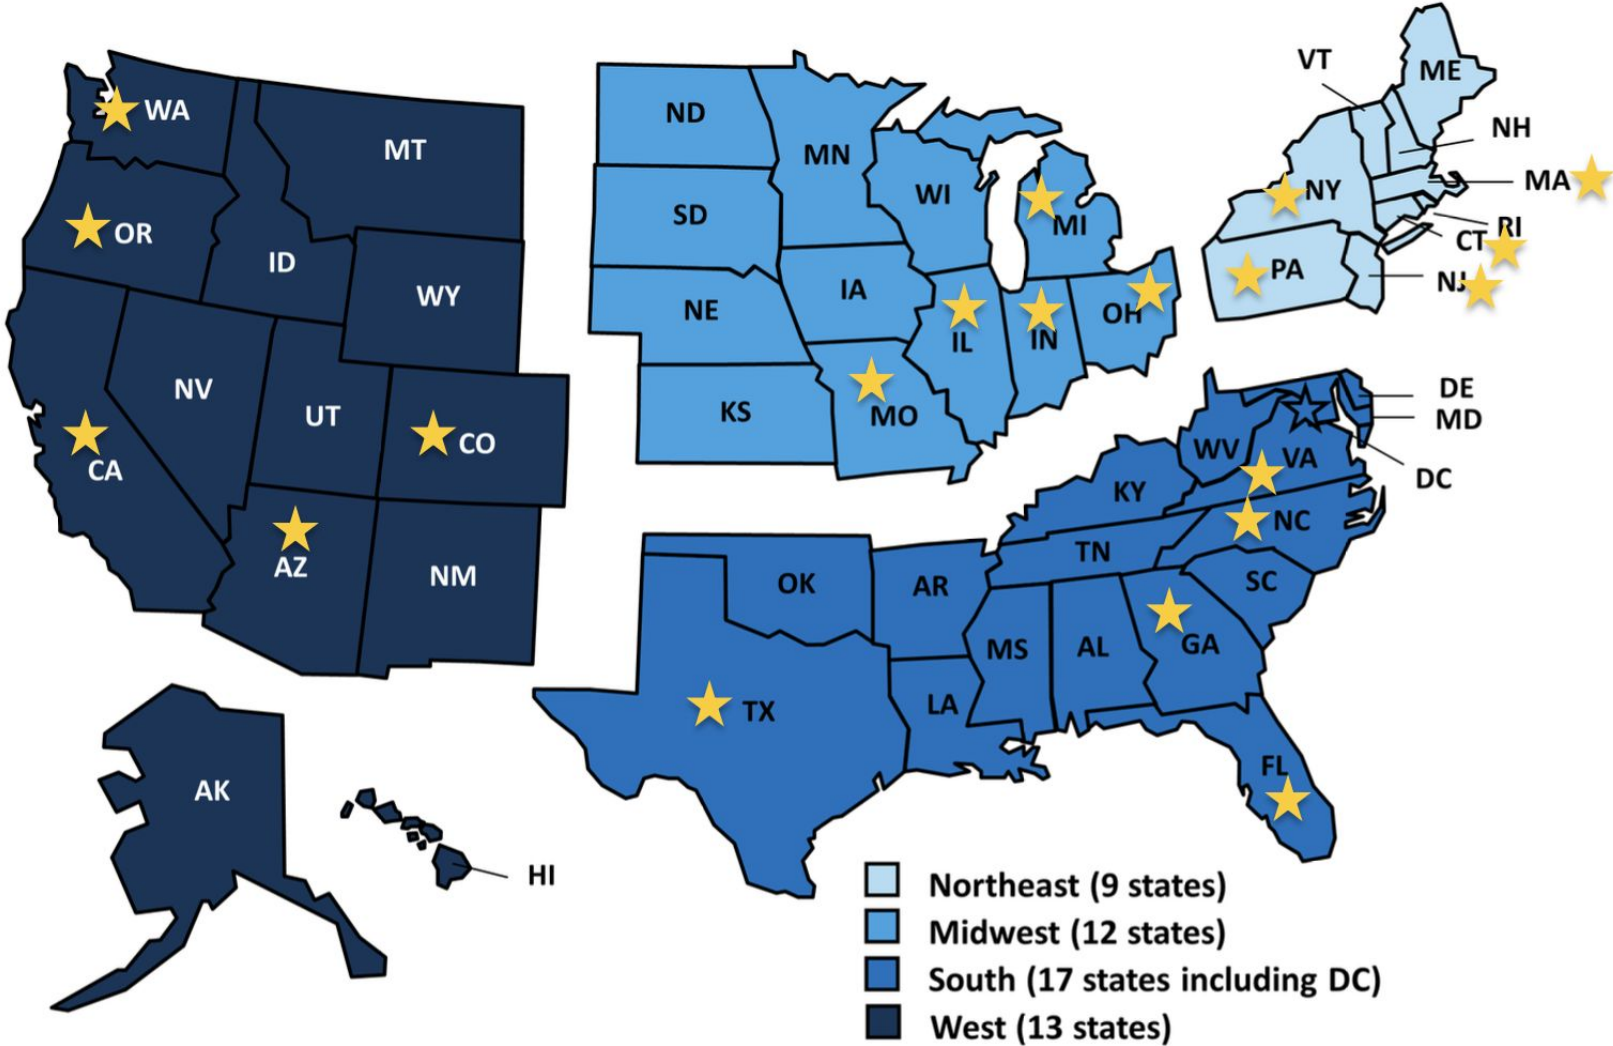 WA
MT
OR
ID
WY
NV
UT
CO
CA
AZ
NM
AK
HI
ND
MN
SD
WI
MI
NE
IA
IL
IN
OH
KS
MO
VT
ME
NH
NY
MA
RI
CT
PA
NJ
DE
MD
WV
VA
DC
KY
NC
TN
OK
AR
SC
MS
AL
GA
TX
LA
FL
Northeast (9 states)
Midwest (12 states)
South (17 states including DC)
West (13 states)